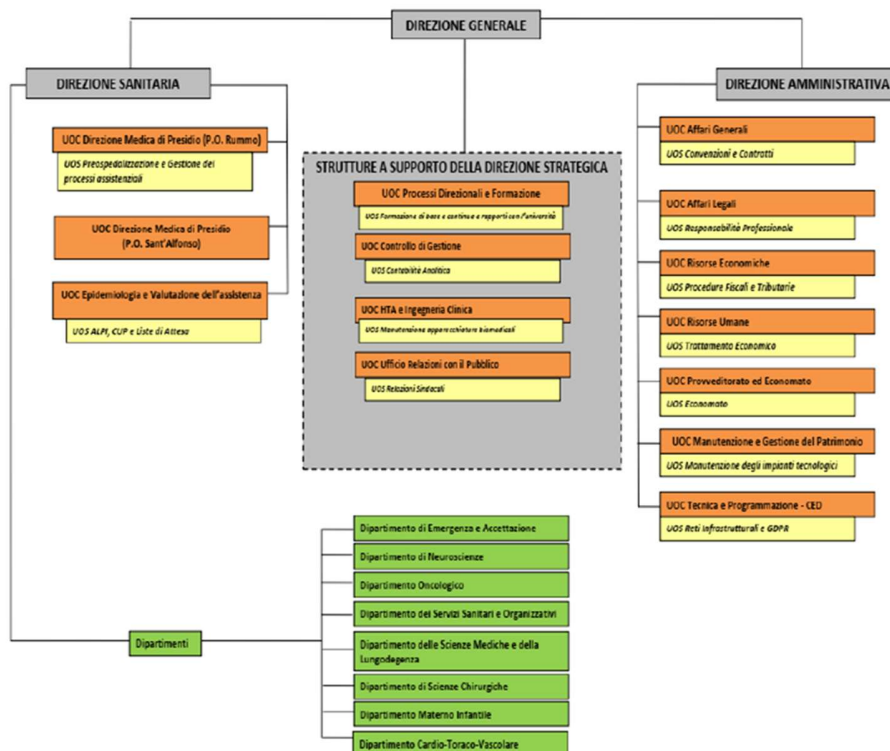 DIREZIONE GENERALE
DIREZIONE SANITARIA
UOC Direzione Medica di Presidio (P.O. Rummo)
UOS Preospedalizzazione e Gestione dei
processi assistenziali
UOC Direzione Medica di Presidio
(P.O. Sant'Alfonso)
UOC Epidemiologia e Valutazione dell'assistenza
UOS ALPI, CUP e Liste di Attesa
STRUTTURE A SUPPORTO DELLA DIREZIONE STRATEGICA
UOC Processi Direzionali e Formazione
UOS Formazione di base e continua e rapporti con l'università
UOC Controllo di Gestione
UOS Contabilità Analitica
UOC HTA e Ingegneria Clinica
UOS Manutenzione apparecchiature biomedicali
UOC Ufficio Relazioni con il Pubblico
UOS Relazioni Sindacali
DIREZIONE AMMINISTRATIVA
UOC Affari Generali
UOS Convenzioni e Contratti
UOC Affari Legali
UOS Responsabilità Professionale
UOC Risorse Economiche
UOS Procedure Fiscali e Tributarie
UOC Risorse Umane
UOS Trattamento Economico
UOC Provveditorato ed Economato
UOS Economato
UOC Manutenzione e Gestione del Patrimonio
UOS Manutenzione degli impianti tecnologici
UOC Tecnica e Programmazione - CED
UOS Reti Infrastrutturali e GDPR
Dipartimenti
Dipartimento di Emergenza e Accettazione
Dipartimento di Neuroscienze
Dipartimento Oncologico
Dipartimento dei Servizi Sanitari e Organizzativi
Dipartimento delle Scienze Mediche e della
Lungodegenza
Dipartimento di Scienze Chirurgiche
Dipartimento Materno Infantile
Dipartimento Cardio-Toraco-Vascolare